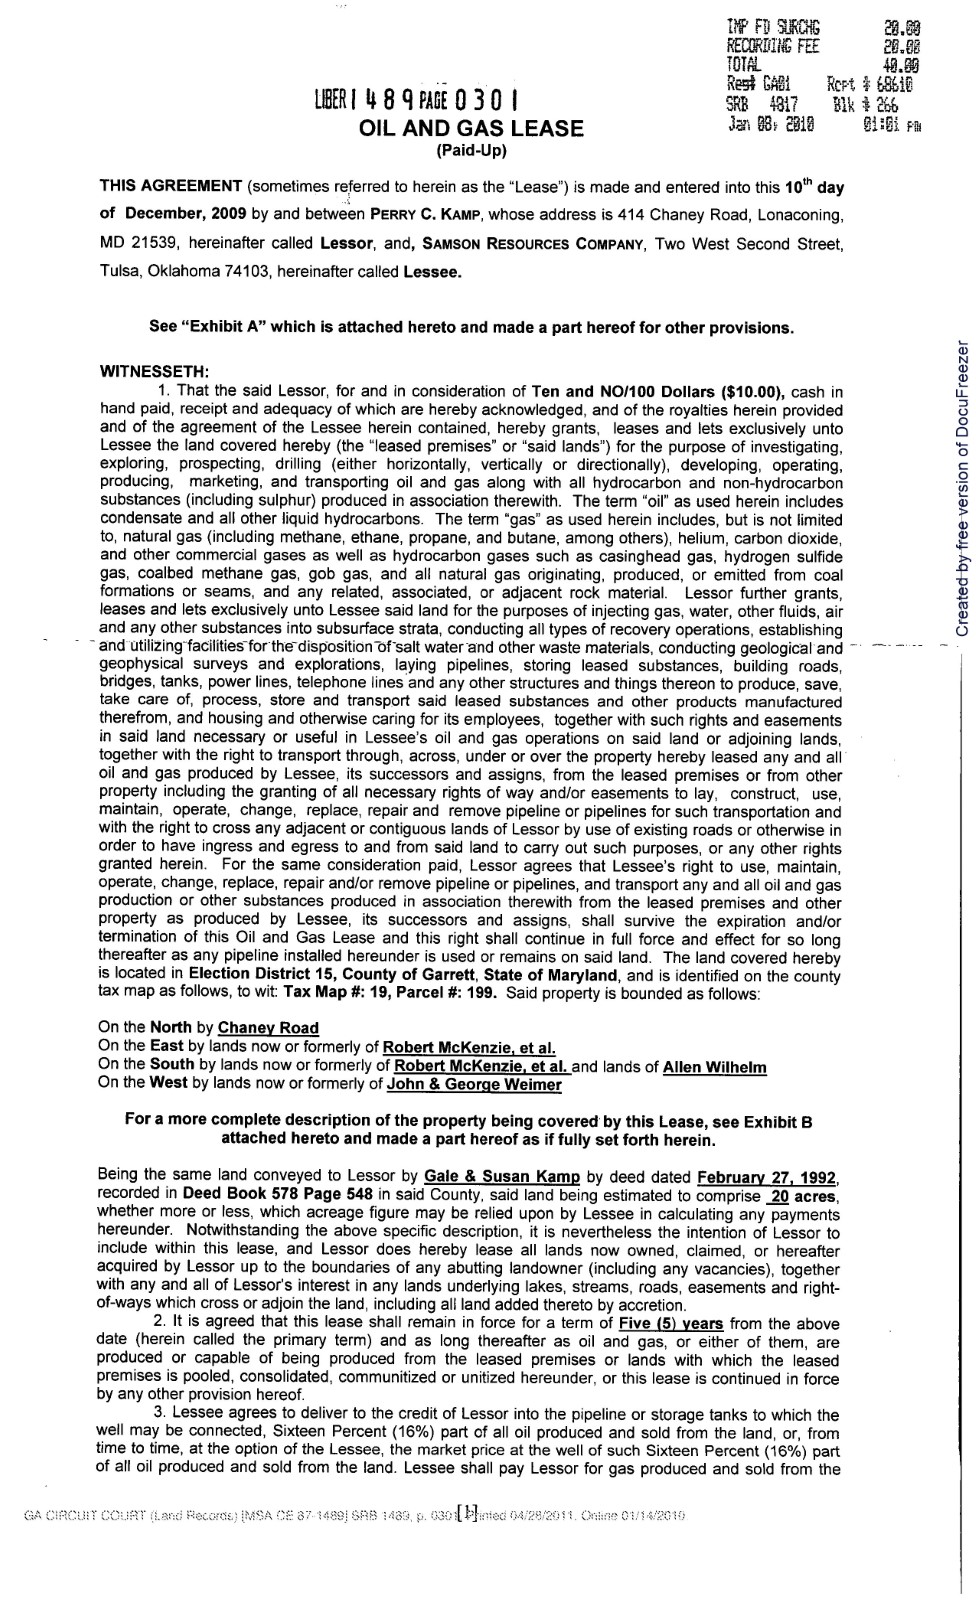 IMP FD SURCHG 20.00
RECORDING FEE 20.00
TOTAL 40.00
Rest GA01 Rcpt # 68610
SRB 4817 Blk # 266
Jan 08, 2010 01:01 PM
LIBER 1489 PAGE 0301
OIL AND GAS LEASE
(Paid-Up)
THIS AGREEMENT (sometimes referred to herein as the “Lease”) is made and entered into this 10th day
of December, 2009 by and between PERRY C. KAMP, whose address is 414 Chaney Road, Lonaconing,
MD 21539, hereinafter called Lessor, and, SAMSON RESOURCES COMPANY, Two West Second Street,
Tulsa, Oklahoma 74103, hereinafter called Lessee.
See “Exhibit A” which is attached hereto and made a part hereof for other provisions.
WITNESSETH:
1. That the said Lessor, for and in consideration of Ten and NO/100 Dollars ($10.00), cash in
hand paid, receipt and adequacy of which are hereby acknowledged, and of the royalties herein provided
and of the agreement of the Lessee herein contained, hereby grants, leases and lets exclusively unto
Lessee the land covered hereby (the “leased premises” or “said lands”) for the purpose of investigating,
exploring, prospecting, drilling (either horizontally, vertically or directionally), developing, operating,
producing, marketing, and transporting oil and gas along with all hydrocarbon and non-hydrocarbon
substances (including sulphur) produced in association therewith. The term “oil” as used herein includes
condensate and all other liquid hydrocarbons. The term “gas” as used herein includes, but is not limited
to, natural gas (including methane, ethane, propane, and butane, among others), helium, carbon dioxide,
and other commercial gases as well as hydrocarbon gases such as casinghead gas, hydrogen sulfide
gas, coalbed methane gas, gob gas, and all natural gas originating, produced, or emitted from coal
formations or seams, and any related, associated, or adjacent rock material. Lessor further grants,
leases and lets exclusively unto Lessee said land for the purposes of injecting gas, water, other fluids, air
and any other substances into subsurface strata, conducting all types of recovery operations, establishing
and utilizing facilities for the disposition of salt water and other waste materials, conducting geological and
geophysical surveys and explorations, laying pipelines, storing leased substances, building roads,
bridges, tanks, power lines, telephone lines and any other structures and things thereon to produce, save,
take care of, process, store and transport said leased substances and other products manufactured
therefrom, and housing and otherwise caring for its employees, together with such rights and easements
in said land necessary or useful in Lessee’s oil and gas operations on said land or adjoining lands,
together with the right to transport through, across, under or over the property hereby leased any and all
oil and gas produced by Lessee, its successors and assigns, from the leased premises or from other
property including the granting of all necessary rights of way and/or easements to lay, construct, use,
maintain, operate, change, replace, repair and remove pipeline or pipelines for such transportation and
with the right to cross any adjacent or contiguous lands of Lessor by use of existing roads or otherwise in
order to have ingress and egress to and from said land to carry out such purposes, or any other rights
granted herein. For the same consideration paid, Lessor agrees that Lessee’s right to use, maintain,
operate, change, replace, repair and/or remove pipeline or pipelines, and transport any and all oil and gas
production or other substances produced in association therewith from the leased premises and other
property as produced by Lessee, its successors and assigns, shall survive the expiration and/or
termination of this Oil and Gas Lease and this right shall continue in full force and effect for so long
thereafter as any pipeline installed hereunder is used or remains on said land. The land covered hereby
is located in Election District 15, County of Garrett, State of Maryland, and is identified on the county
tax map as follows, to wit: Tax Map #: 19, Parcel #: 199. Said property is bounded as follows:
On the North by Chaney Road
On the East by lands now or formerly of Robert McKenzie, et al.
On the South by lands now or formerly of Robert McKenzie, et al. and lands of Allen Wilhelm
On the West by lands now or formerly of John & George Weimer
For a more complete description of the property being covered by this Lease, see Exhibit B
attached hereto and made a part hereof as if fully set forth herein.
Being the same land conveyed to Lessor by Gale & Susan Kamp by deed dated February 27, 1992,
recorded in Deed Book 578 Page 548 in said County, said land being estimated to comprise 20 acres,
whether more or less, which acreage figure may be relied upon by Lessee in calculating any payments
hereunder. Notwithstanding the above specific description, it is nevertheless the intention of Lessor to
include within this lease, and Lessor does hereby lease all lands now owned, claimed, or hereafter
acquired by Lessor up to the boundaries of any abutting landowner (including any vacancies), together
with any and all of Lessor’s interest in any lands underlying lakes, streams, roads, easements and right-
of-ways which cross or adjoin the land, including all land added thereto by accretion.
2. It is agreed that this lease shall remain in force for a term of Five (5) years from the above
date (herein called the primary term) and as long thereafter as oil and gas, or either of them, are
produced or capable of being produced from the leased premises or lands with which the leased
premises is pooled, consolidated, communitized or unitized hereunder, or this lease is continued in force
by any other provision hereof.
3. Lessee agrees to deliver to the credit of Lessor into the pipeline or storage tanks to which the
well may be connected, Sixteen Percent (16%) part of all oil produced and sold from the land, or, from
time to time, at the option of the Lessee, the market price at the well of such Sixteen Percent (16%) part
of all oil produced and sold from the land. Lessee shall pay Lessor for gas produced and sold from the
GA CIRCUIT COURT (Land Records) [MSA CE 87-1489] SRB 1489, p. 0301. Printed 04/28/2011. Online 01/14/2010.
[1]
Created by free version of DocuFreezer